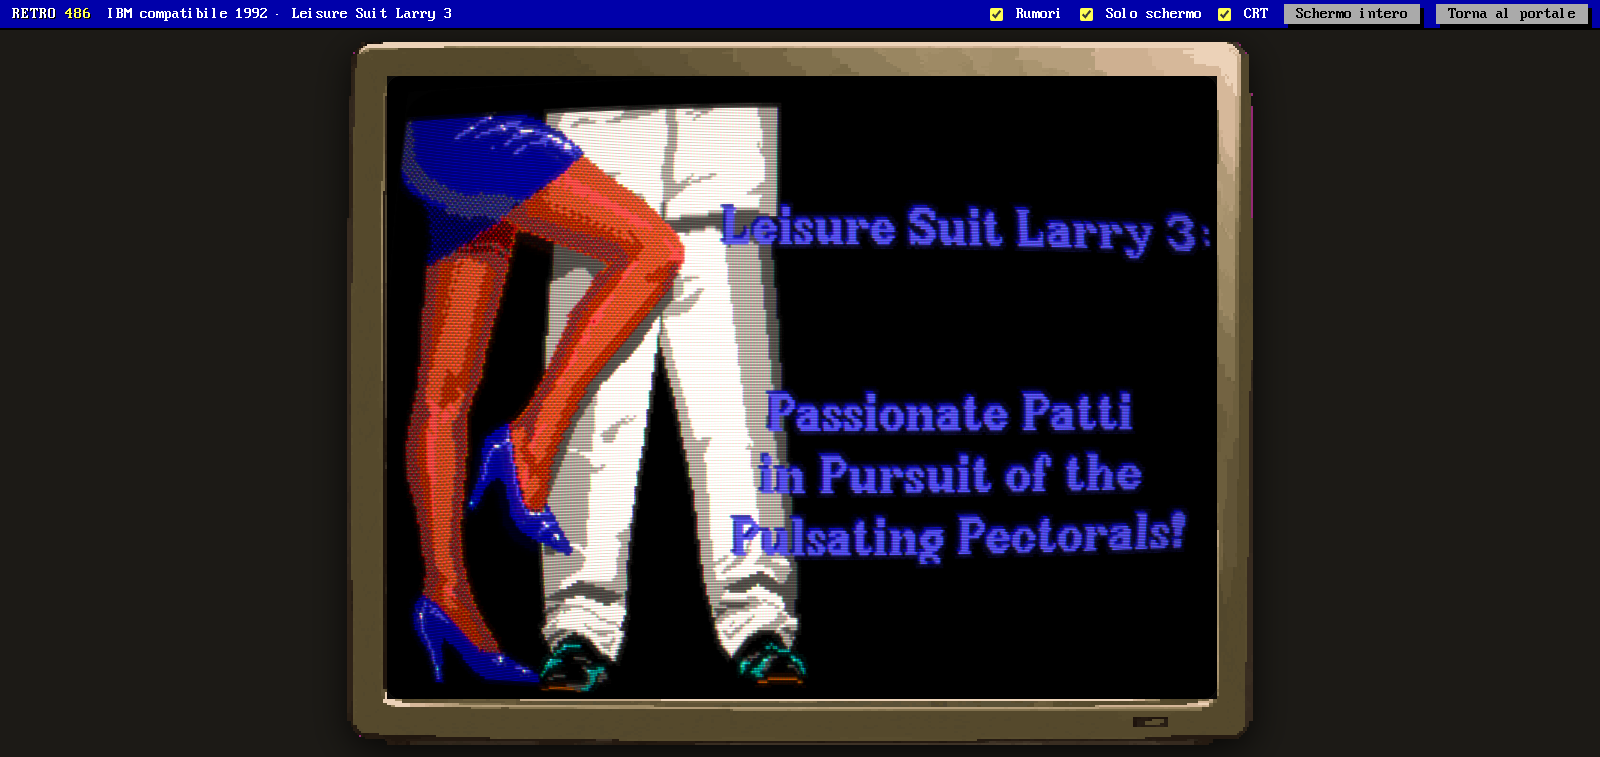 RETRO 486 IBM compatibile 1992 - Leisure Suit Larry 3
Rumori Solo schermo CRT Schermo intero Torna al portale
Leisure Suit Larry 3:
Passionate Patti
in Pursuit of the
Pulsating Pectorals!